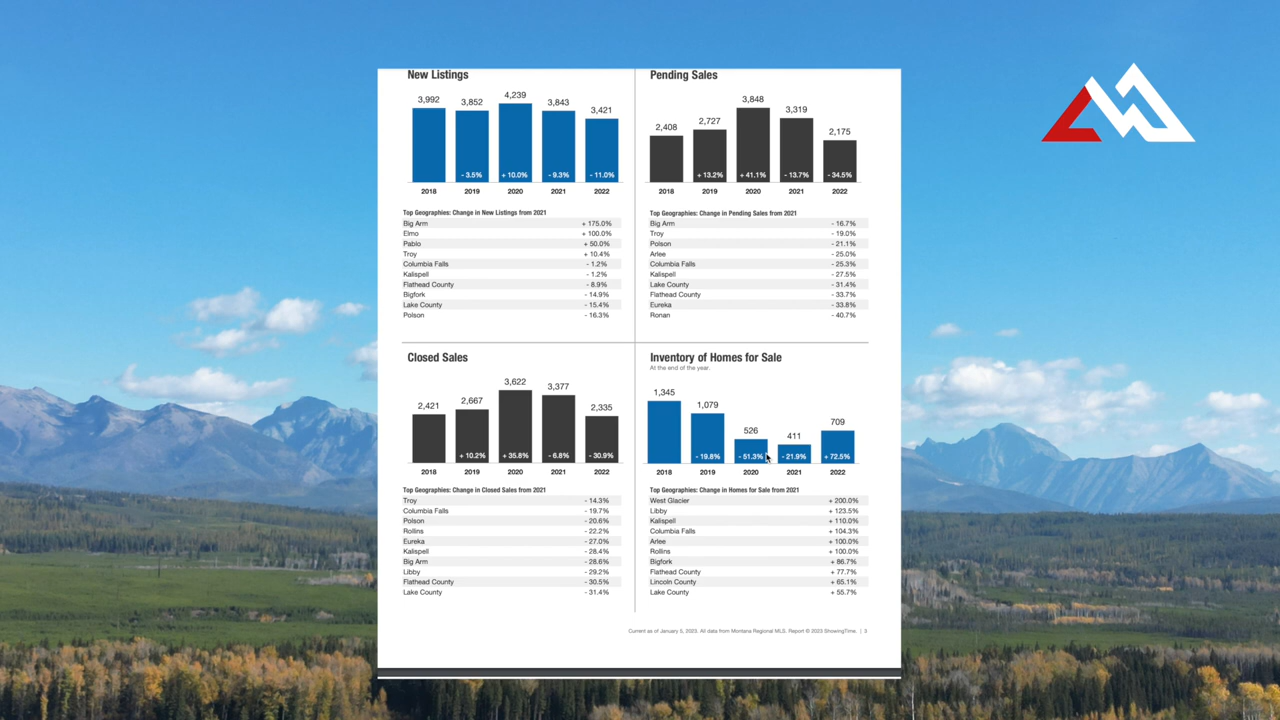 New Listings
3,992 3,852 4,239 3,843 3,421
- 3.5% + 10.0% - 9.3% - 11.0%
2018 2019 2020 2021 2022
Top Geographies: Change in New Listings from 2021
Big Arm + 175.0%
Elmo + 100.0%
Pablo + 50.0%
Troy + 10.4%
Columbia Falls - 1.2%
Kalispell - 1.2%
Flathead County - 8.9%
Bigfork - 14.9%
Lake County - 15.4%
Polson - 16.3%
Pending Sales
2,408 2,727 3,848 3,319 2,175
+ 13.2% + 41.1% - 13.7% - 34.5%
2018 2019 2020 2021 2022
Top Geographies: Change in Pending Sales from 2021
Big Arm - 16.7%
Troy - 19.0%
Polson - 21.1%
Arlee - 25.0%
Columbia Falls - 25.3%
Kalispell - 27.5%
Lake County - 31.4%
Flathead County - 33.7%
Eureka - 33.8%
Ronan - 40.7%
Closed Sales
2,421 2,667 3,622 3,377 2,335
+ 10.2% + 35.8% - 6.8% - 30.9%
2018 2019 2020 2021 2022
Top Geographies: Change in Closed Sales from 2021
Troy - 14.3%
Columbia Falls - 19.7%
Polson - 20.6%
Rollins - 22.2%
Eureka - 27.0%
Kalispell - 28.4%
Big Arm - 28.6%
Libby - 29.2%
Flathead County - 30.5%
Lake County - 31.4%
Inventory of Homes for Sale
At the end of the year.
1,345 1,079 526 411 709
- 19.8% - 51.3% - 21.9% + 72.5%
2018 2019 2020 2021 2022
Top Geographies: Change in Homes for Sale from 2021
West Glacier + 200.0%
Libby + 123.5%
Kalispell + 110.0%
Columbia Falls + 104.3%
Arlee + 100.0%
Rollins + 100.0%
Bigfork + 86.7%
Flathead County + 77.7%
Lincoln County + 65.1%
Lake County + 55.7%
Current as of January 5, 2023. All data from Montana Regional MLS. Report © 2023 ShowingTime. | 3